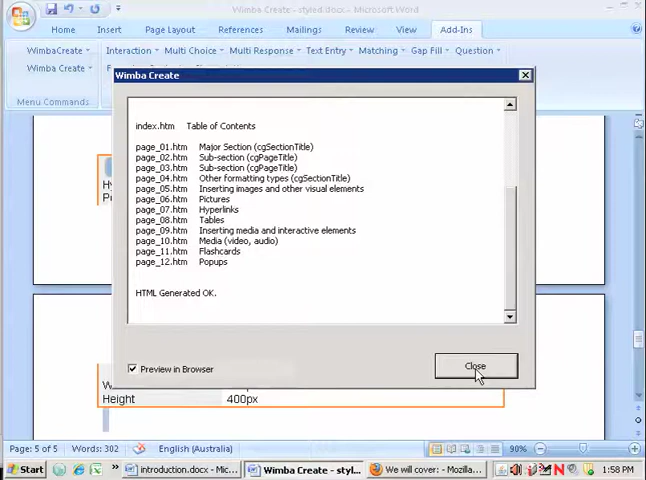 Wimba Create - styled.docx - Microsoft Word
Home Insert Page Layout References Mailings Review View Add-Ins
WimbaCreate Interaction Multi Choice Multi Response Text Entry Matching Gap Fill Question
Wimba Create
Menu Commands
Wimba Create
index.htm Table of Contents
page_01.htm Major Section (cgSectionTitle)
page_02.htm Sub-section (cgPageTitle)
page_03.htm Sub-section (cgPageTitle)
page_04.htm Other formatting types (cgSectionTitle)
page_05.htm Inserting images and other visual elements
page_06.htm Pictures
page_07.htm Hyperlinks
page_08.htm Tables
page_09.htm Inserting media and interactive elements
page_10.htm Media (video, audio)
page_11.htm Flashcards
page_12.htm Popups
HTML Generated OK.
Preview in Browser
Close
Height 400px
Page: 5 of 5 Words: 302 English (Australia) 90%
Start introduction.docx - Mic... Wimba Create - styl... We will cover: - Mozilla... 1:58 PM